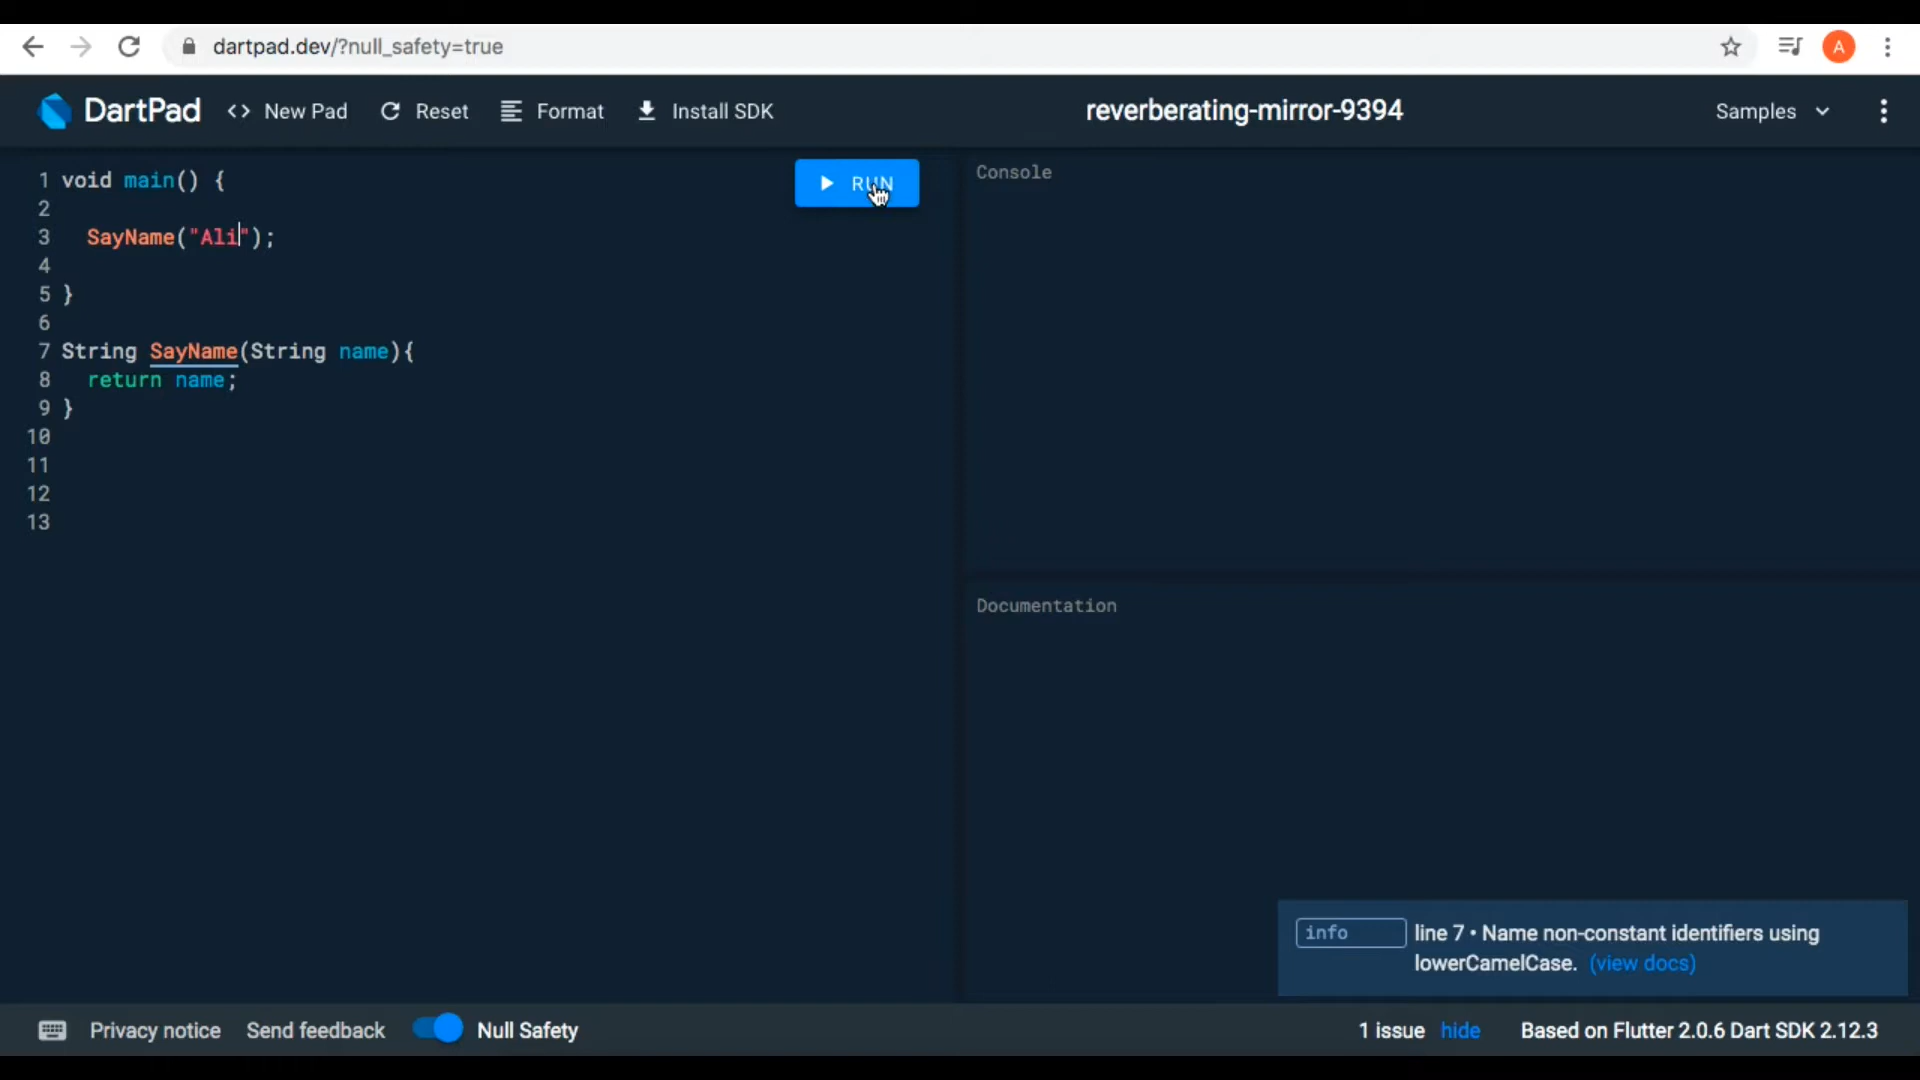 dartpad.dev/?null_safety=true
A
DartPad <> New Pad Reset Format Install SDK reverberating-mirror-9394 Samples
1 void main() {
2
3 SayName("Ali");
4
5 }
6
7 String SayName(String name){
8 return name;
9 }
10
11
12
13
RUN
Console
Documentation
info line 7 • Name non-constant identifiers using
lowerCamelCase. (view docs)
Privacy notice Send feedback Null Safety 1 issue hide Based on Flutter 2.0.6 Dart SDK 2.12.3